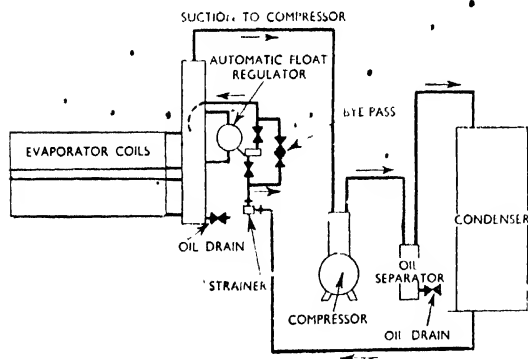 SUCTION TO COMPRESSOR
AUTOMATIC FLOAT
REGULATOR
BYE PASS
EVAPORATOR COILS
CONDENSER
OIL DRAIN
OIL
SEPARATOR
STRAINER
COMPRESSOR
OIL DRAIN